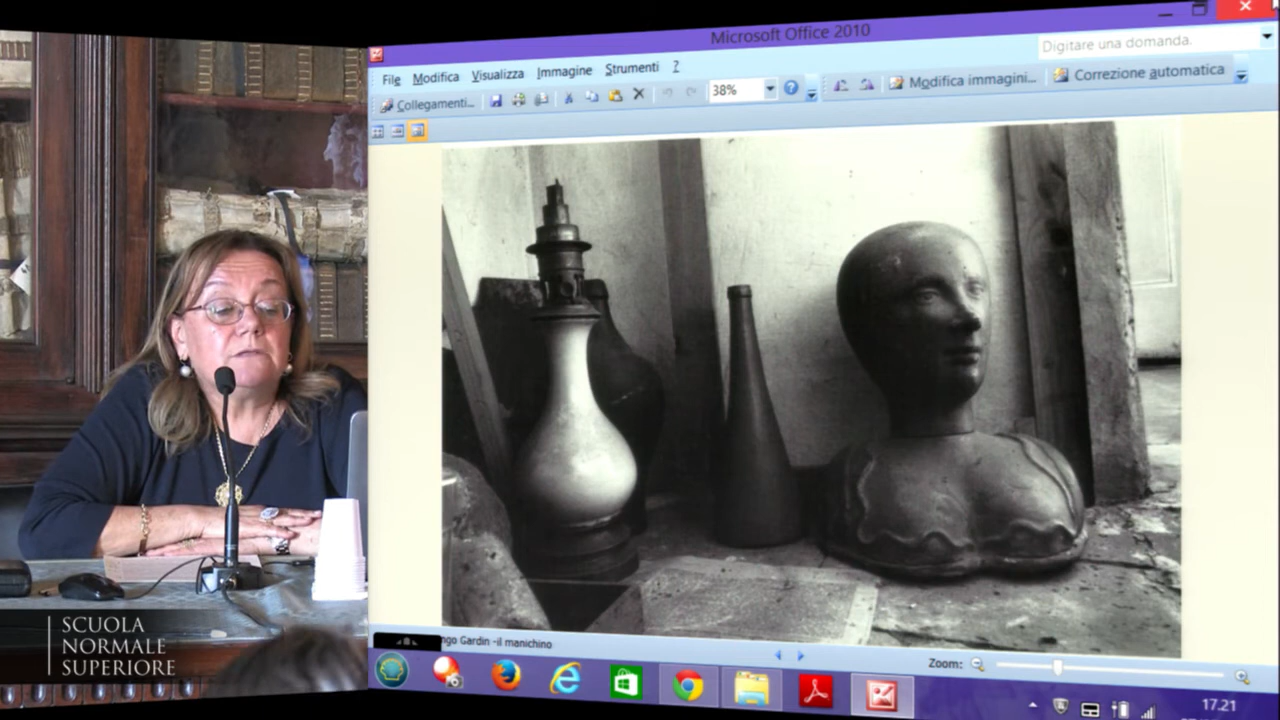 Microsoft Office 2010
Digitare una domanda.
File Modifica Visualizza Immagine Strumenti ?
Collegamenti... 38% Modifica immagini... Correzione automatica
ngo Gardin -il manichino
Zoom:
17.21
SCUOLA
NORMALE
SUPERIORE